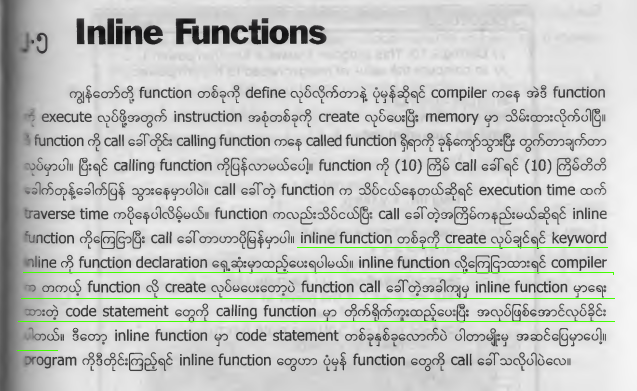 ၂.၅ Inline Functions
ကျွန်တော်တို့ function တစ်ခုကို define လုပ်လိုက်တာနဲ့ ပုံမှန်ဆိုရင် compiler ကနေ အဲဒီ function
ကို execute လုပ်ဖို့အတွက် instruction အစုံတစ်ခုကို create လုပ်ပေးပြီး memory မှာ သိမ်းထားလိုက်ပါပြီ။
ဒီ function ကို call ခေါ်တိုင်း calling function ကနေ called function ရှိရာကို ခုန်ကျော်သွားပြီး တွက်တာချက်တာ
လုပ်မှာပါ။ ပြီးရင် calling function ကိုပြန်လာမယ်ပေါ့။ function ကို (10) ကြိမ် call ခေါ်ရင် (10) ကြိမ်တိတိ
ခေါက်တုန့်ခေါက်ပြန် သွားနေမှာပါပဲ။ call ခေါ်တဲ့ function က သိပ်ငယ်နေတယ်ဆိုရင် execution time ထက်
traverse time ကပိုနေပါလိမ့်မယ်။ function ကလည်းသိပ်ငယ်ပြီး call ခေါ်တဲ့အကြိမ်ကနည်းမယ်ဆိုရင် inline
function ကိုကြေငြာပြီး call ခေါ်တာဟာပိုမြန်မှာပါ။ inline function တစ်ခုကို create လုပ်ချင်ရင် keyword
inline ကို function declaration ရှေ့ဆုံးမှာထည့်ပေးရပါမယ်။ inline function လို့ကြေငြာထားရင် compiler
က တကယ့် function လို create လုပ်မပေးတော့ပဲ function call ခေါ်တဲ့အခါကျမှ inline function မှာရေး
ထားတဲ့ code statement တွေကို calling function မှာ တိုက်ရိုက်ကူးထည့်ပေးပြီး အလုပ်ဖြစ်အောင်လုပ်ခိုင်း
ပါတယ်။ ဒီတော့ inline function မှာ code statement တစ်ခုနှစ်ခုလောက်ပဲ ပါတာမျိုးမှ အဆင်ပြေမှာပေါ့။
program ကိုဒီတိုင်းကြည့်ရင် inline function တွေဟာ ပုံမှန် function တွေကို call ခေါ်သလိုပါပဲလေ။